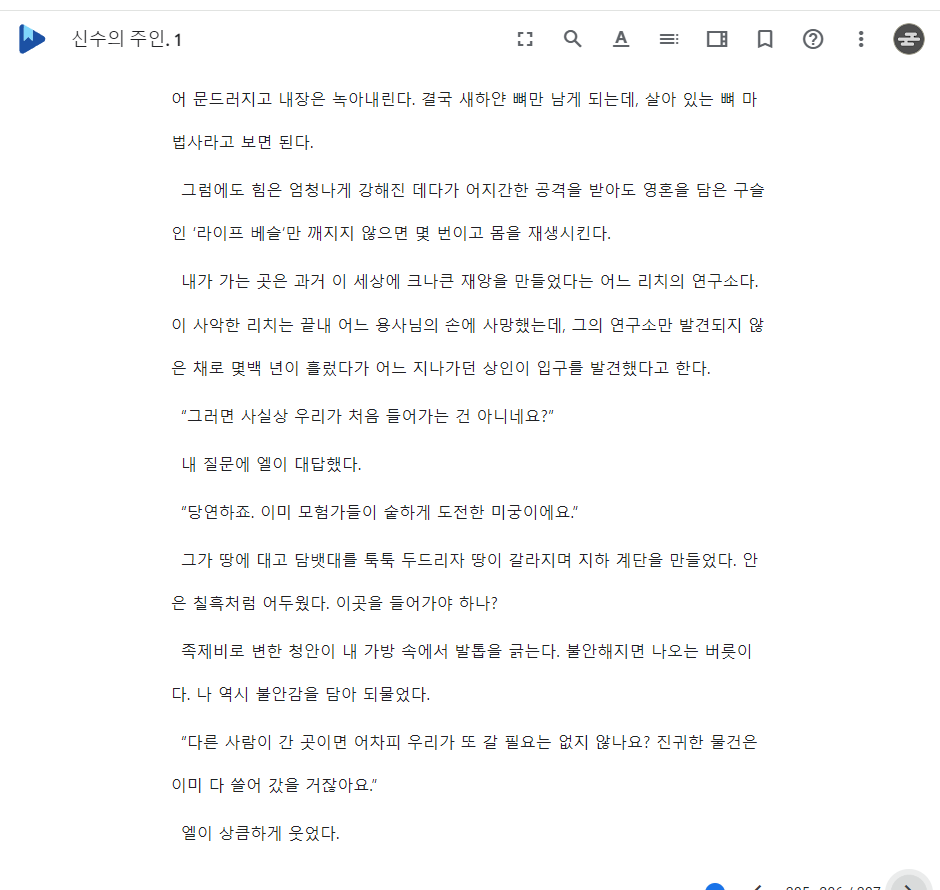 신수의 주인. 1
어 문드러지고 내장은 녹아내린다. 결국 새하얀 뼈만 남게 되는데, 살아 있는 뼈 마
법사라고 보면 된다.
그럼에도 힘은 엄청나게 강해진 데다가 어지간한 공격을 받아도 영혼을 담은 구슬
인 ‘라이프 베슬’만 깨지지 않으면 몇 번이고 몸을 재생시킨다.
내가 가는 곳은 과거 이 세상에 크나큰 재앙을 만들었다는 어느 리치의 연구소다.
이 사악한 리치는 끝내 어느 용사님의 손에 사망했는데, 그의 연구소만 발견되지 않
은 채로 몇백 년이 흘렀다가 어느 지나가던 상인이 입구를 발견했다고 한다.
“그러면 사실상 우리가 처음 들어가는 건 아니네요?”
내 질문에 엘이 대답했다.
“당연하죠. 이미 모험가들이 숱하게 도전한 미궁이에요.”
그가 땅에 대고 담뱃대를 툭툭 두드리자 땅이 갈라지며 지하 계단을 만들었다. 안
은 칠흑처럼 어두웠다. 이곳을 들어가야 하나?
족제비로 변한 청안이 내 가방 속에서 발톱을 긁는다. 불안해지면 나오는 버릇이
다. 나 역시 불안감을 담아 되물었다.
“다른 사람이 간 곳이면 어차피 우리가 또 갈 필요는 없지 않나요? 진귀한 물건은
이미 다 쓸어 갔을 거잖아요.”
엘이 상큼하게 웃었다.